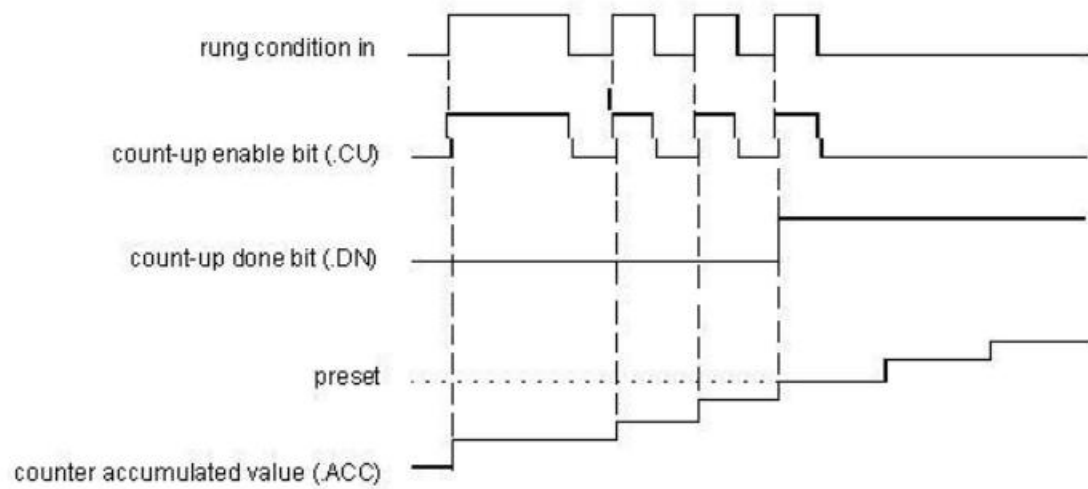 rung condition in
count-up enable bit (.CU)
count-up done bit (.DN)
preset
counter accumulated value (.ACC)